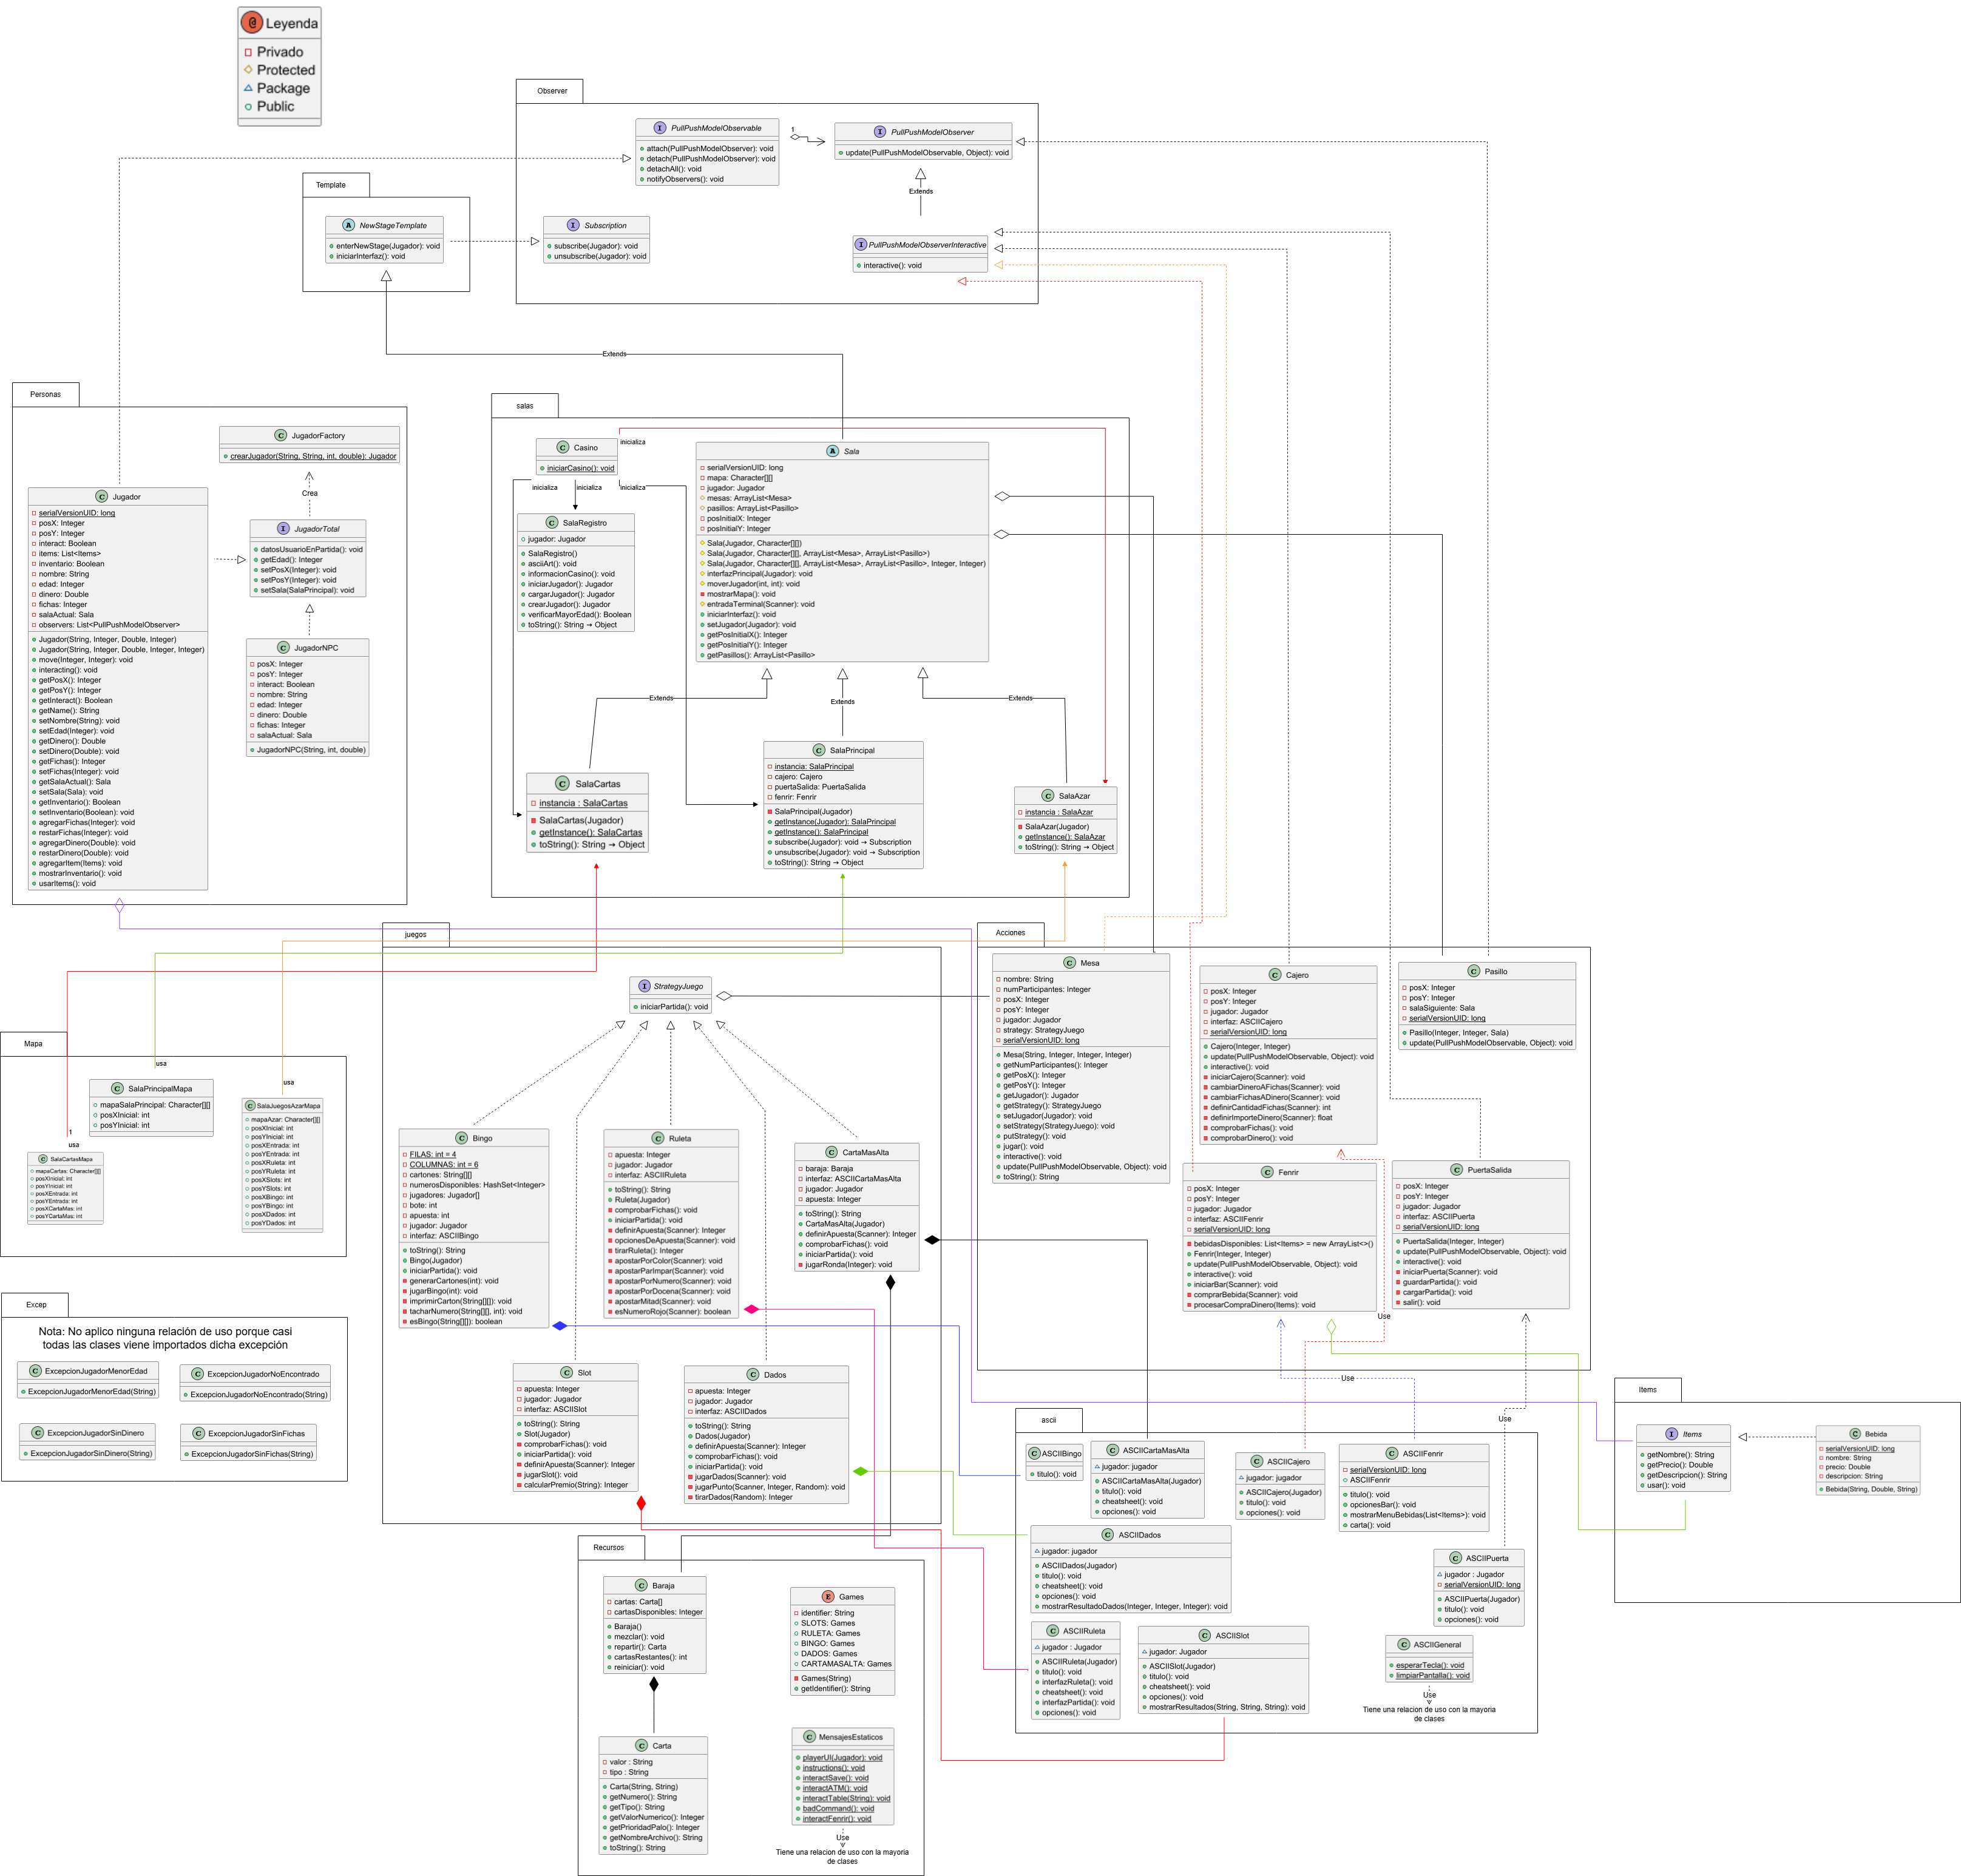 Leyenda
Privado
Protected
Package
Public
Observer
PullPushModelObservable
attach(PullPushModelObserver): void
detach(PullPushModelObserver): void
detachAll(): void
notifyObservers(): void
1
PullPushModelObserver
update(PullPushModelObservable, Object): void
Extends
PullPushModelObserverInteractive
interactive(): void
Subscription
subscribe(Jugador): void
unsubscribe(Jugador): void
Template
NewStageTemplate
enterNewStage(Jugador): void
iniciarInterfaz(): void
Extends
Personas
JugadorFactory
crearJugador(String, String, int, double): Jugador
Crea
Jugador
serialVersionUID: long
posX: Integer
posY: Integer
interact: Boolean
items: List<Items>
inventario: Boolean
nombre: String
edad: Integer
dinero: Double
fichas: Integer
salaActual: Sala
observers: List<PullPushModelObserver>
Jugador(String, Integer, Double, Integer)
Jugador(String, Integer, Double, Integer, Integer)
move(Integer, Integer): void
interacting(): void
getPosX(): Integer
getPosY(): Integer
getInteract(): Boolean
getName(): String
setNombre(String): void
setEdad(Integer): void
getDinero(): Double
setDinero(Double): void
getFichas(): Integer
setFichas(Integer): void
getSalaActual(): Sala
setSala(Sala): void
getInventario(): Boolean
setInventario(Boolean): void
agregarFichas(Integer): void
restarFichas(Integer): void
agregarDinero(Double): void
restarDinero(Double): void
agregarItem(Items): void
mostrarInventario(): void
usarItems(): void
JugadorTotal
datosUsuarioEnPartida(): void
getEdad(): Integer
setPosX(Integer): void
setPosY(Integer): void
setSala(SalaPrincipal): void
JugadorNPC
posX: Integer
posY: Integer
interact: Boolean
nombre: String
edad: Integer
dinero: Double
fichas: Integer
salaActual: Sala
JugadorNPC(String, int, double)
salas
Casino
iniciarCasino(): void
inicializa
inicializa
inicializa
inicializa
SalaRegistro
jugador: Jugador
SalaRegistro()
asciiArt(): void
informacionCasino(): void
iniciarJugador(): Jugador
cargarJugador(): Jugador
crearJugador(): Jugador
verificarMayorEdad(): Boolean
toString(): String → Object
Sala
serialVersionUID: long
mapa: Character[][]
jugador: Jugador
mesas: ArrayList<Mesa>
pasillos: ArrayList<Pasillo>
posInitialX: Integer
posInitialY: Integer
Sala(Jugador, Character[][])
Sala(Jugador, Character[][], ArrayList<Mesa>, ArrayList<Pasillo>)
Sala(Jugador, Character[][], ArrayList<Mesa>, ArrayList<Pasillo>, Integer, Integer)
interfazPrincipal(Jugador): void
moverJugador(int, int): void
mostrarMapa(): void
entradaTerminal(Scanner): void
iniciarInterfaz(): void
setJugador(Jugador): void
getPosInitialX(): Integer
getPosInitialY(): Integer
getPasillos(): ArrayList<Pasillo>
Extends
Extends
Extends
SalaCartas
instancia : SalaCartas
SalaCartas(Jugador)
getInstance(): SalaCartas
toString(): String → Object
SalaPrincipal
instancia: SalaPrincipal
cajero: Cajero
puertaSalida: PuertaSalida
fenrir: Fenrir
SalaPrincipal(Jugador)
getInstance(Jugador): SalaPrincipal
getInstance(): SalaPrincipal
subscribe(Jugador): void → Subscription
unsubscribe(Jugador): void → Subscription
toString(): String → Object
SalaAzar
instancia : SalaAzar
SalaAzar(Jugador)
getInstance(): SalaAzar
toString(): String → Object
Mapa
usa
SalaPrincipalMapa
mapaSalaPrincipal: Character[][]
posXInicial: int
posYInicial: int
usa
SalaJuegosAzarMapa
mapaAzar: Character[][]
posXInicial: int
posYInicial: int
posXEntrada: int
posYEntrada: int
posXRuleta: int
posYRuleta: int
posXSlots: int
posYSlots: int
posXBingo: int
posYBingo: int
posXDados: int
posYDados: int
1
usa
SalaCartasMapa
mapaCartas: Character[][]
posXInicial: int
posYInicial: int
posXEntrada: int
posYEntrada: int
posXCartaMas: int
posYCartaMas: int
Excep
Nota: No aplico ninguna relación de uso porque casi
todas las clases viene importados dicha excepción
ExcepcionJugadorMenorEdad
ExcepcionJugadorMenorEdad(String)
ExcepcionJugadorNoEncontrado
ExcepcionJugadorNoEncontrado(String)
ExcepcionJugadorSinDinero
ExcepcionJugadorSinDinero(String)
ExcepcionJugadorSinFichas
ExcepcionJugadorSinFichas(String)
juegos
StrategyJuego
iniciarPartida(): void
Bingo
FILAS: int = 4
COLUMNAS: int = 6
cartones: String[][]
numerosDisponibles: HashSet<Integer>
jugadores: Jugador[]
bote: int
apuesta: int
jugador: Jugador
interfaz: ASCIIBingo
toString(): String
Bingo(Jugador)
iniciarPartida(): void
generarCartones(int): void
jugarBingo(int): void
imprimirCarton(String[][]): void
tacharNumero(String[][], int): void
esBingo(String[][]): boolean
Ruleta
apuesta: Integer
jugador: Jugador
interfaz: ASCIIRuleta
toString(): String
Ruleta(Jugador)
comprobarFichas(): void
iniciarPartida(): void
definirApuesta(Scanner): Integer
opcionesDeApuesta(Scanner): void
tirarRuleta(): Integer
apostarPorColor(Scanner): void
apostarParImpar(Scanner): void
apostarPorNumero(Scanner): void
apostarPorDocena(Scanner): void
apostarMitad(Scanner): void
esNumeroRojo(Scanner): boolean
CartaMasAlta
baraja: Baraja
interfaz: ASCIICartaMasAlta
jugador: Jugador
apuesta: Integer
toString(): String
CartaMasAlta(Jugador)
definirApuesta(Scanner): Integer
comprobarFichas(): void
iniciarPartida(): void
jugarRonda(Integer): void
Slot
apuesta: Integer
jugador: Jugador
interfaz: ASCIISlot
toString(): String
Slot(Jugador)
comprobarFichas(): void
iniciarPartida(): void
definirApuesta(Scanner): Integer
jugarSlot(): void
calcularPremio(String): Integer
Dados
apuesta: Integer
jugador: Jugador
interfaz: ASCIIDados
toString(): String
Dados(Jugador)
definirApuesta(Scanner): Integer
comprobarFichas(): void
iniciarPartida(): void
jugarDados(Scanner): void
jugarPunto(Scanner, Integer, Random): void
tirarDados(Random): Integer
Acciones
Mesa
nombre: String
numParticipantes: Integer
posX: Integer
posY: Integer
jugador: Jugador
strategy: StrategyJuego
serialVersionUID: long
Mesa(String, Integer, Integer, Integer)
getNumParticipantes(): Integer
getPosX(): Integer
getPosY(): Integer
getJugador(): Jugador
getStrategy(): StrategyJuego
setJugador(Jugador): void
setStrategy(StrategyJuego): void
putStrategy(): void
jugar(): void
interactive(): void
update(PullPushModelObservable, Object): void
toString(): String
Cajero
posX: Integer
posY: Integer
jugador: Jugador
interfaz: ASCIICajero
serialVersionUID: long
Cajero(Integer, Integer)
update(PullPushModelObservable, Object): void
interactive(): void
iniciarCajero(Scanner): void
cambiarDineroAFichas(Scanner): void
cambiarFichasADinero(Scanner): void
definirCantidadFichas(Scanner): int
definirImporteDinero(Scanner): float
comprobarFichas(): void
comprobarDinero(): void
Pasillo
posX: Integer
posY: Integer
salaSiguiente: Sala
serialVersionUID: long
Pasillo(Integer, Integer, Sala)
update(PullPushModelObservable, Object): void
Fenrir
posX: Integer
posY: Integer
jugador: Jugador
interfaz: ASCIIFenrir
serialVersionUID: long
bebidasDisponibles: List<Items> = new ArrayList<>()
Fenrir(Integer, Integer)
update(PullPushModelObservable, Object): void
interactive(): void
iniciarBar(Scanner): void
comprarBebida(Scanner): void
procesarCompraDinero(Items): void
PuertaSalida
posX: Integer
posY: Integer
jugador: Jugador
interfaz: ASCIIPuerta
serialVersionUID: long
PuertaSalida(Integer, Integer)
update(PullPushModelObservable, Object): void
interactive(): void
iniciarPuerta(Scanner): void
guardarPartida(): void
cargarPartida(): void
salir(): void
Use
Use
Use
ascii
ASCIIBingo
titulo(): void
ASCIICartaMasAlta
jugador: jugador
ASCIICartaMasAlta(Jugador)
titulo(): void
cheatsheet(): void
opciones(): void
ASCIICajero
jugador: jugador
ASCIICajero(Jugador)
titulo(): void
opciones(): void
ASCIIFenrir
serialVersionUID: long
ASCIIFenrir
titulo(): void
opcionesBar(): void
mostrarMenuBebidas(List<Items>): void
carta(): void
ASCIIDados
jugador: jugador
ASCIIDados(Jugador)
titulo(): void
cheatsheet(): void
opciones(): void
mostrarResultadoDados(Integer, Integer, Integer): void
ASCIIPuerta
jugador : Jugador
serialVersionUID: long
ASCIIPuerta(Jugador)
titulo(): void
opciones(): void
ASCIIRuleta
jugador : Jugador
ASCIIRuleta(Jugador)
titulo(): void
interfazRuleta(): void
cheatsheet(): void
interfazPartida(): void
opciones(): void
ASCIISlot
jugador: Jugador
ASCIISlot(Jugador)
titulo(): void
cheatsheet(): void
opciones(): void
mostrarResultados(String, String, String): void
ASCIIGeneral
esperarTecla(): void
limpiarPantalla(): void
Use
Tiene una relacion de uso con la mayoria
de clases
Items
Items
getNombre(): String
getPrecio(): Double
getDescripcion(): String
usar(): void
Bebida
serialVersionUID: long
nombre: String
precio: Double
descripcion: String
Bebida(String, Double, String)
Recursos
Baraja
cartas: Carta[]
cartasDisponibles: Integer
Baraja()
mezclar(): void
repartir(): Carta
cartasRestantes(): int
reiniciar(): void
Games
identifier: String
SLOTS: Games
RULETA: Games
BINGO: Games
DADOS: Games
CARTAMASALTA: Games
Games(String)
getIdentifier(): String
Carta
valor : String
tipo : String
Carta(String, String)
getNumero(): String
getTipo(): String
getValorNumerico(): Integer
getPrioridadPalo(): Integer
getNombreArchivo(): String
toString(): String
MensajesEstaticos
playerUI(Jugador): void
instructions(): void
interactSave(): void
interactATM(): void
interactTable(String): void
badCommand(): void
interactFenrir(): void
Use
Tiene una relacion de uso con la mayoria
de clases